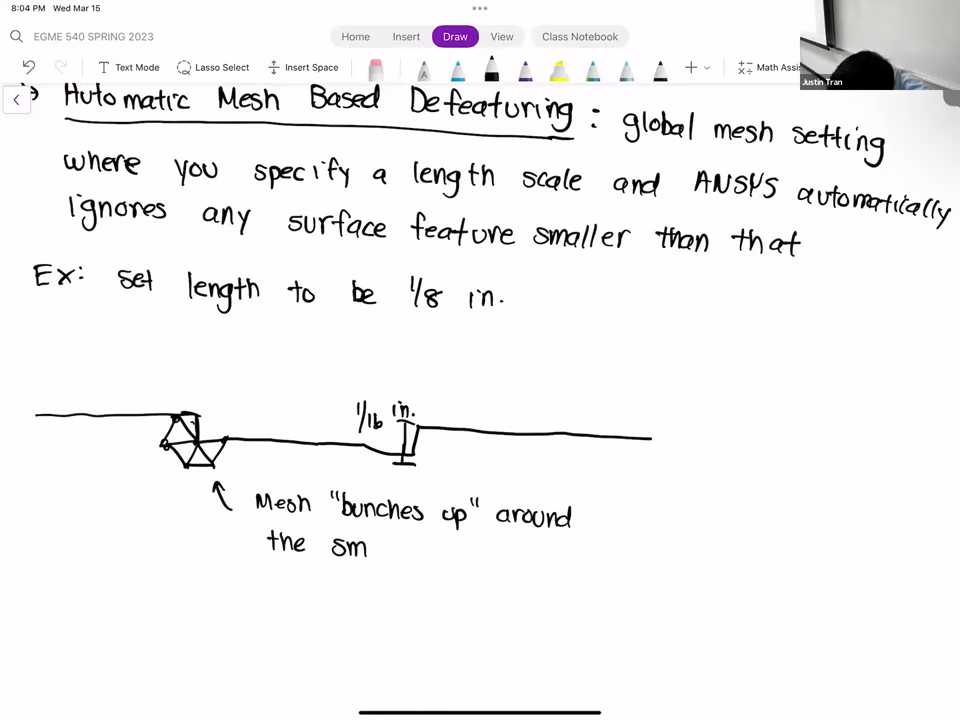 8:04 PM Wed Mar 15
EGME 540 SPRING 2023
Home Insert Draw View Class Notebook
Text Mode Lasso Select Insert Space Math Assis
Justin Tran
Automatic Mesh Based Defeaturing : global mesh setting
where you specify a length scale and ANSYS automatically
ignores any surface feature smaller than that
Ex: set length to be 1/8 in.
1/16 in.
Mesh "bunches up" around
the sm